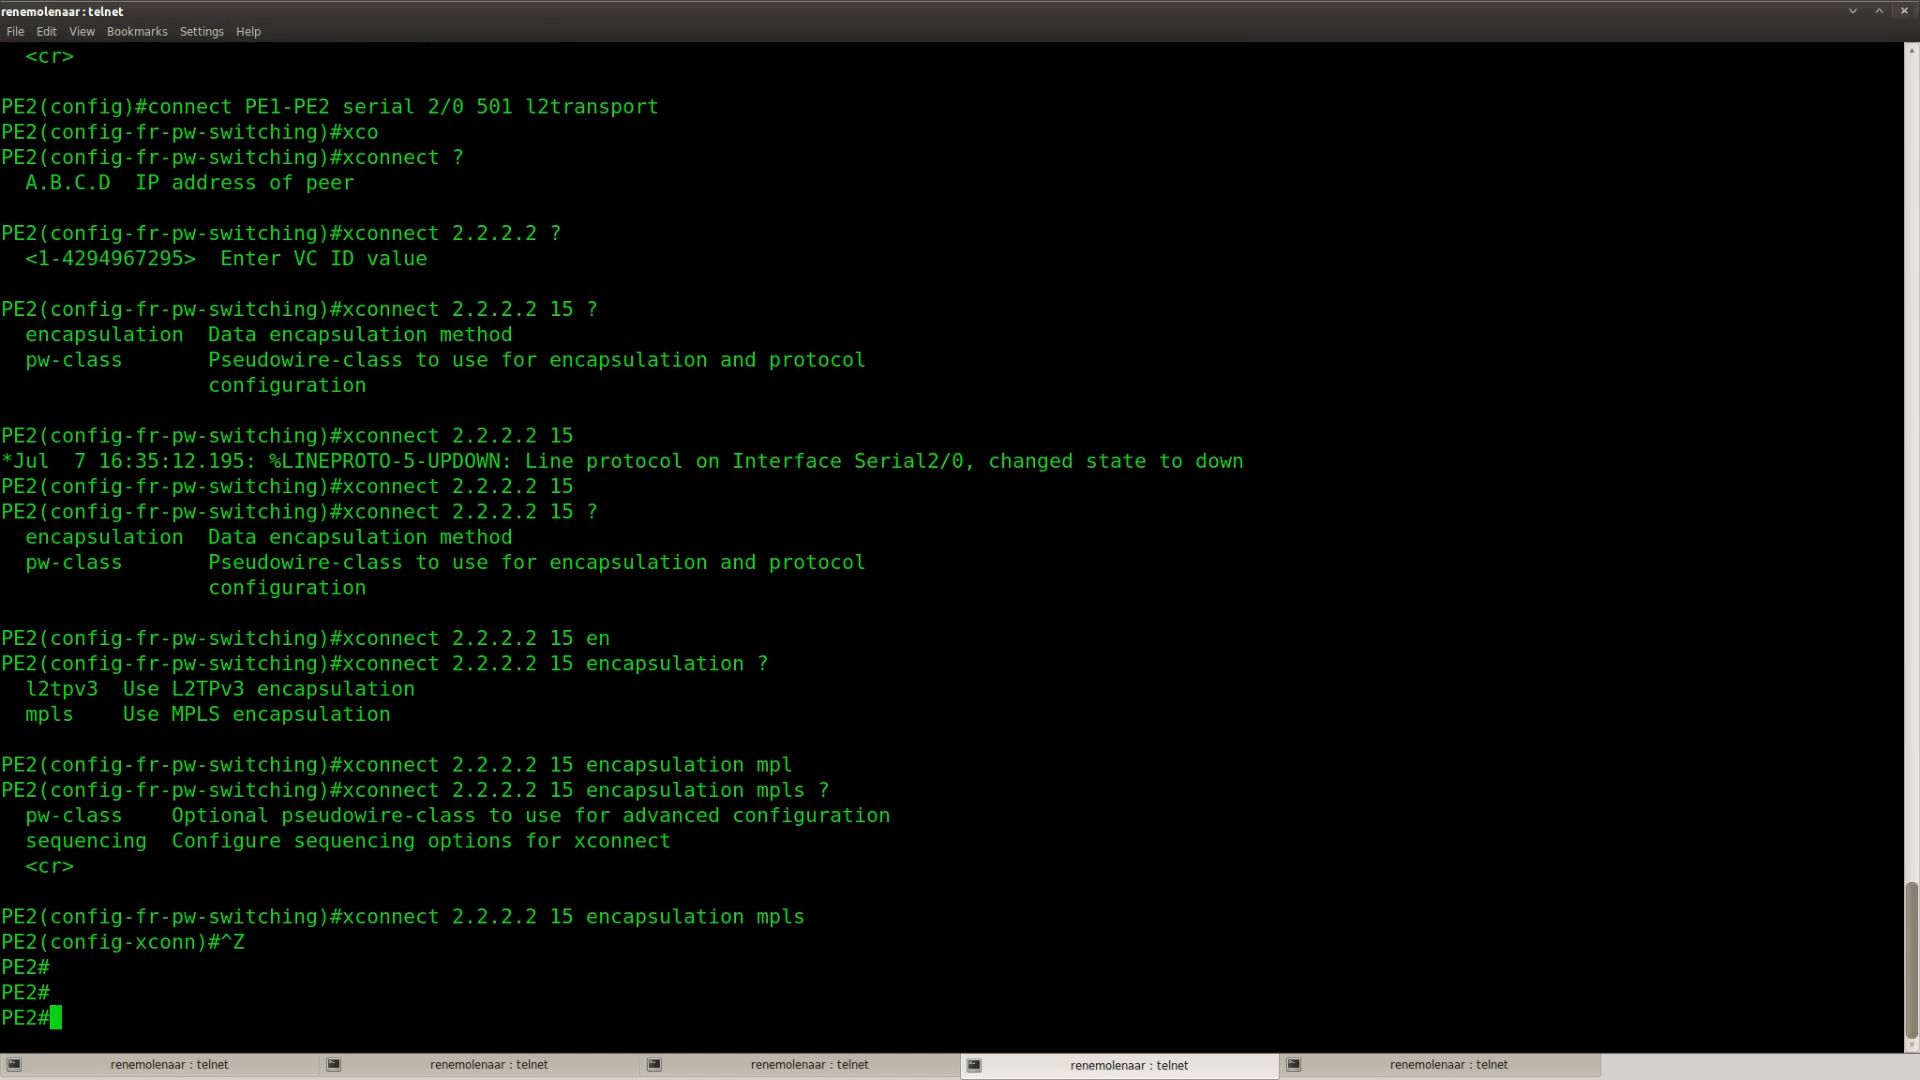 renemolenaar : telnet
File Edit View Bookmarks Settings Help
<cr>
PE2(config)#connect PE1-PE2 serial 2/0 501 l2transport
PE2(config-fr-pw-switching)#xco
PE2(config-fr-pw-switching)#xconnect ?
A.B.C.D  IP address of peer
PE2(config-fr-pw-switching)#xconnect 2.2.2.2 ?
<1-4294967295>  Enter VC ID value
PE2(config-fr-pw-switching)#xconnect 2.2.2.2 15 ?
encapsulation  Data encapsulation method
pw-class       Pseudowire-class to use for encapsulation and protocol
configuration
PE2(config-fr-pw-switching)#xconnect 2.2.2.2 15
*Jul  7 16:35:12.195: %LINEPROTO-5-UPDOWN: Line protocol on Interface Serial2/0, changed state to down
PE2(config-fr-pw-switching)#xconnect 2.2.2.2 15
PE2(config-fr-pw-switching)#xconnect 2.2.2.2 15 ?
encapsulation  Data encapsulation method
pw-class       Pseudowire-class to use for encapsulation and protocol
configuration
PE2(config-fr-pw-switching)#xconnect 2.2.2.2 15 en
PE2(config-fr-pw-switching)#xconnect 2.2.2.2 15 encapsulation ?
l2tpv3  Use L2TPv3 encapsulation
mpls    Use MPLS encapsulation
PE2(config-fr-pw-switching)#xconnect 2.2.2.2 15 encapsulation mpl
PE2(config-fr-pw-switching)#xconnect 2.2.2.2 15 encapsulation mpls ?
pw-class    Optional pseudowire-class to use for advanced configuration
sequencing  Configure sequencing options for xconnect
<cr>
PE2(config-fr-pw-switching)#xconnect 2.2.2.2 15 encapsulation mpls
PE2(config-xconn)#^Z
PE2#
PE2#
PE2#
renemolenaar : telnet renemolenaar : telnet renemolenaar : telnet renemolenaar : telnet renemolenaar : telnet